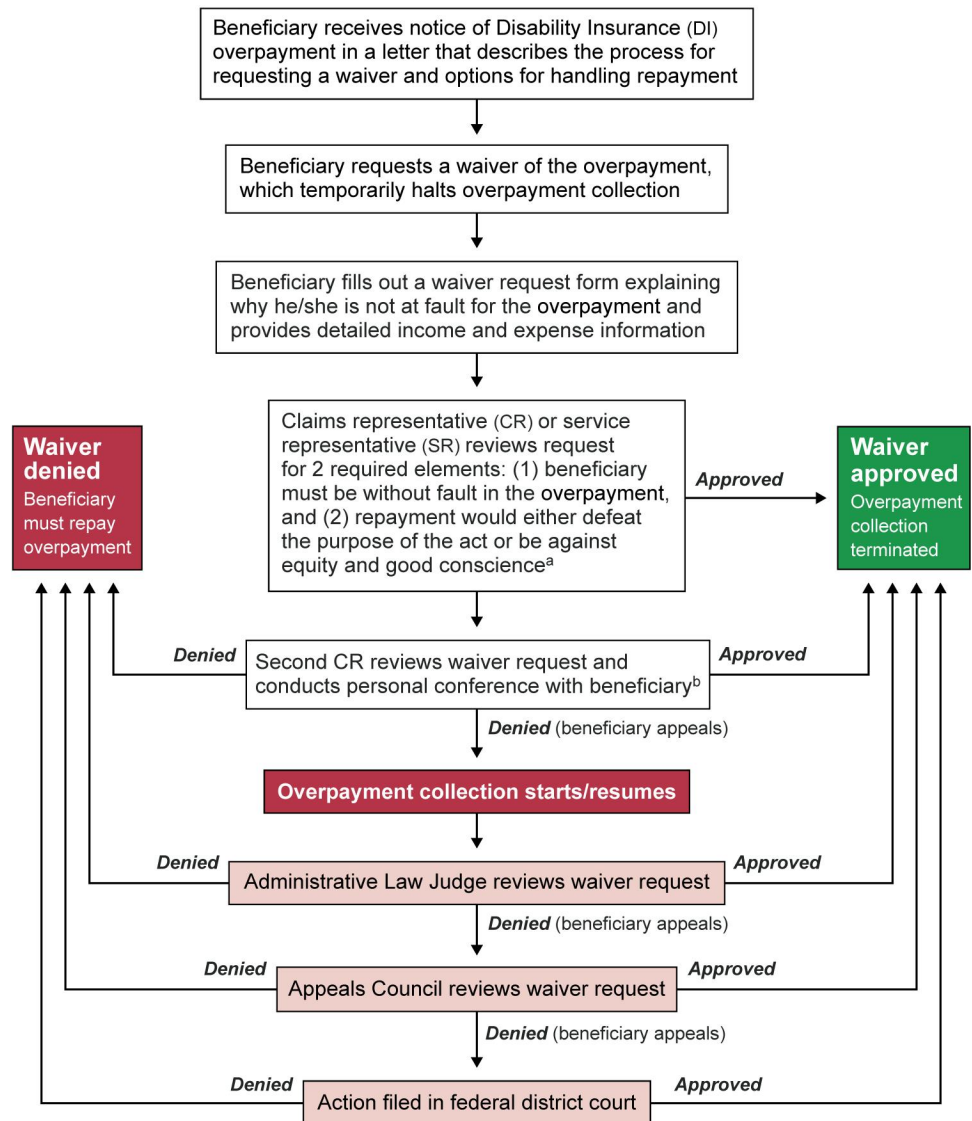 Beneficiary receives notice of Disability Insurance (DI)
overpayment in a letter that describes the process for
requesting a waiver and options for handling repayment
Beneficiary requests a waiver of the overpayment,
which temporarily halts overpayment collection
Beneficiary fills out a waiver request form explaining
why he/she is not at fault for the overpayment and
provides detailed income and expense information
Waiver
denied
Beneficiary
must repay
overpayment
Claims representative (CR) or service
representative (SR) reviews request
for 2 required elements: (1) beneficiary
must be without fault in the overpayment,
and (2) repayment would either defeat
the purpose of the act or be against
equity and good conscienceᵃ
Approved
Waiver
approved
Overpayment
collection
terminated
Denied
Second CR reviews waiver request and
conducts personal conference with beneficiaryᵇ
Approved
Denied (beneficiary appeals)
Overpayment collection starts/resumes
Denied
Administrative Law Judge reviews waiver request
Approved
Denied (beneficiary appeals)
Denied
Appeals Council reviews waiver request
Approved
Denied (beneficiary appeals)
Denied
Action filed in federal district court
Approved